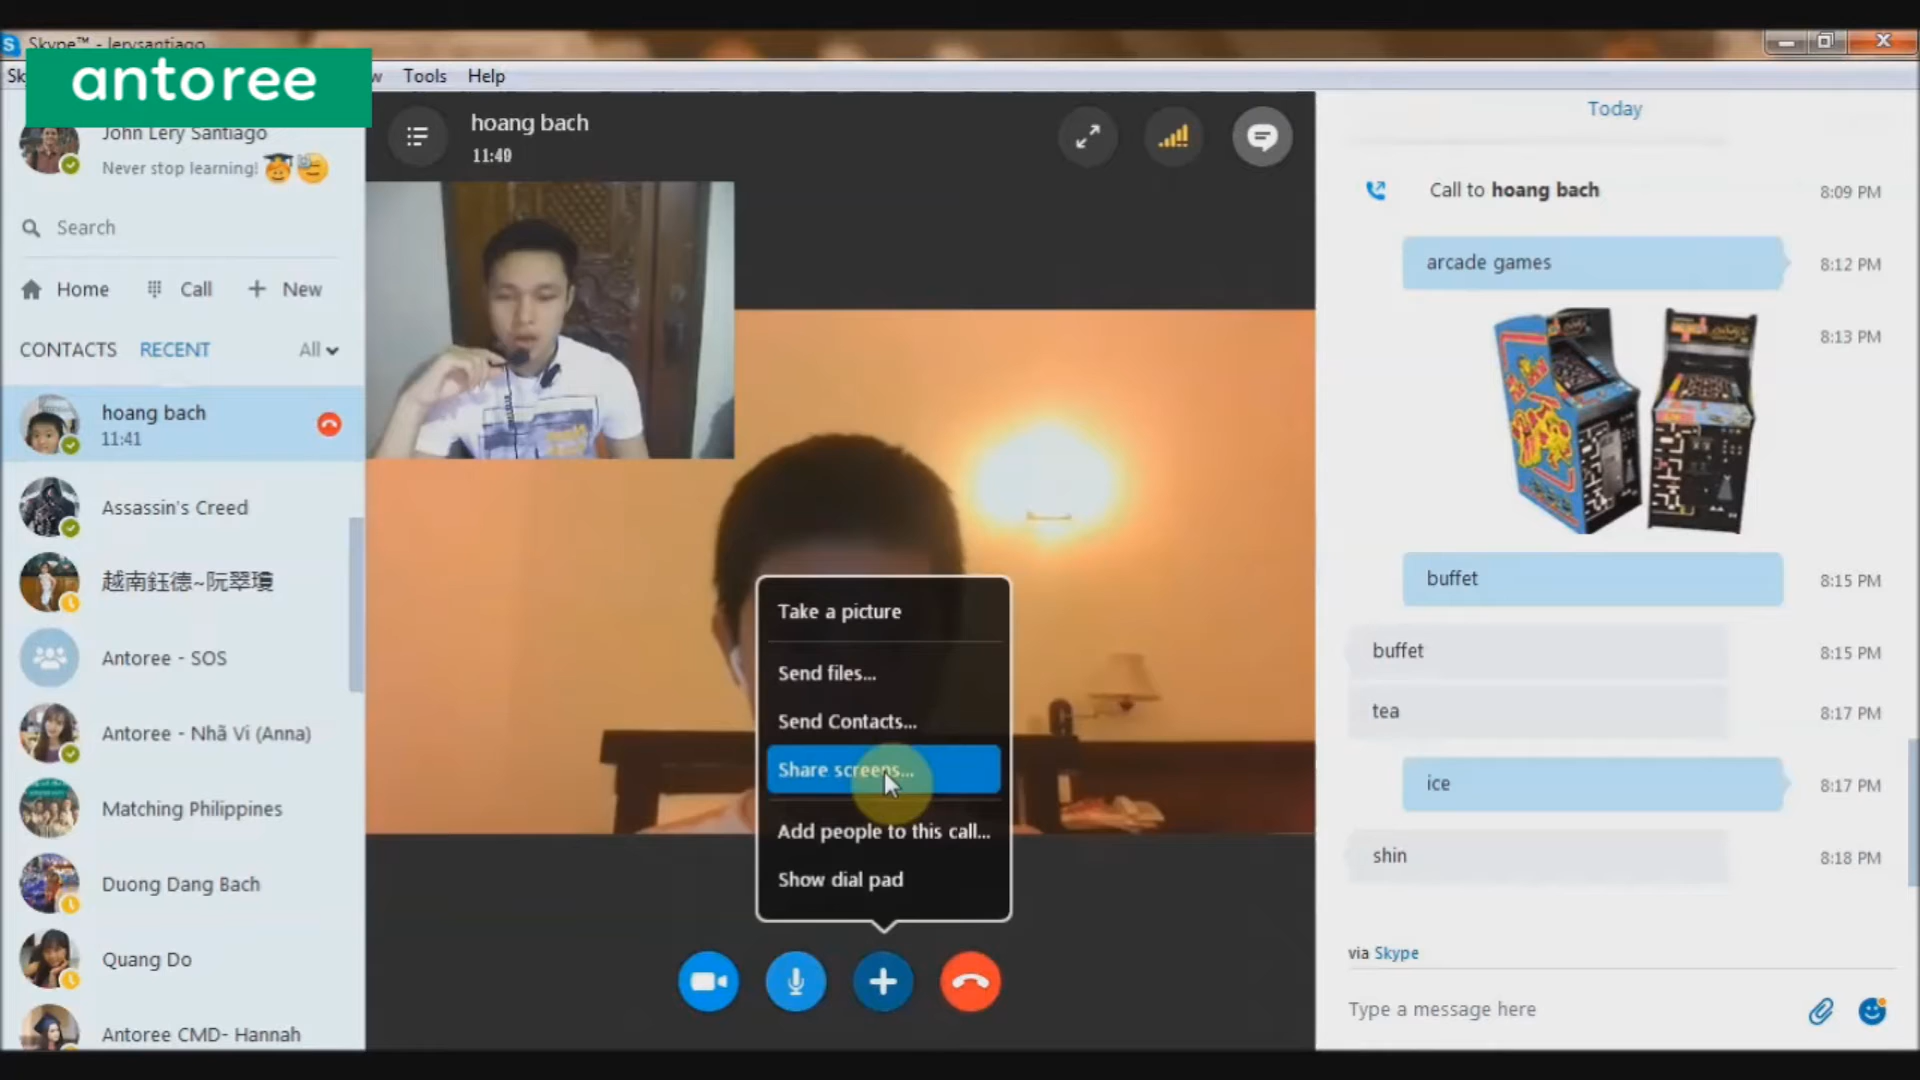 Skype™ - lerysantiago
antoree
Tools
Help
John Lery Santiago
Never stop learning!
Search
Home
Call
New
CONTACTS
RECENT
All
hoang bach
11:41
Assassin's Creed
越南鈺德~阮翠瓊
Antoree - SOS
Antoree - Nhã Vi (Anna)
Matching Philippines
Duong Dang Bach
Quang Do
Antoree CMD- Hannah
hoang bach
11:40
Take a picture
Send files...
Send Contacts...
Share screens...
Add people to this call...
Show dial pad
Today
Call to hoang bach
8:09 PM
arcade games
8:12 PM
8:13 PM
buffet
8:15 PM
buffet
8:15 PM
tea
8:17 PM
ice
8:17 PM
shin
8:18 PM
via Skype
Type a message here